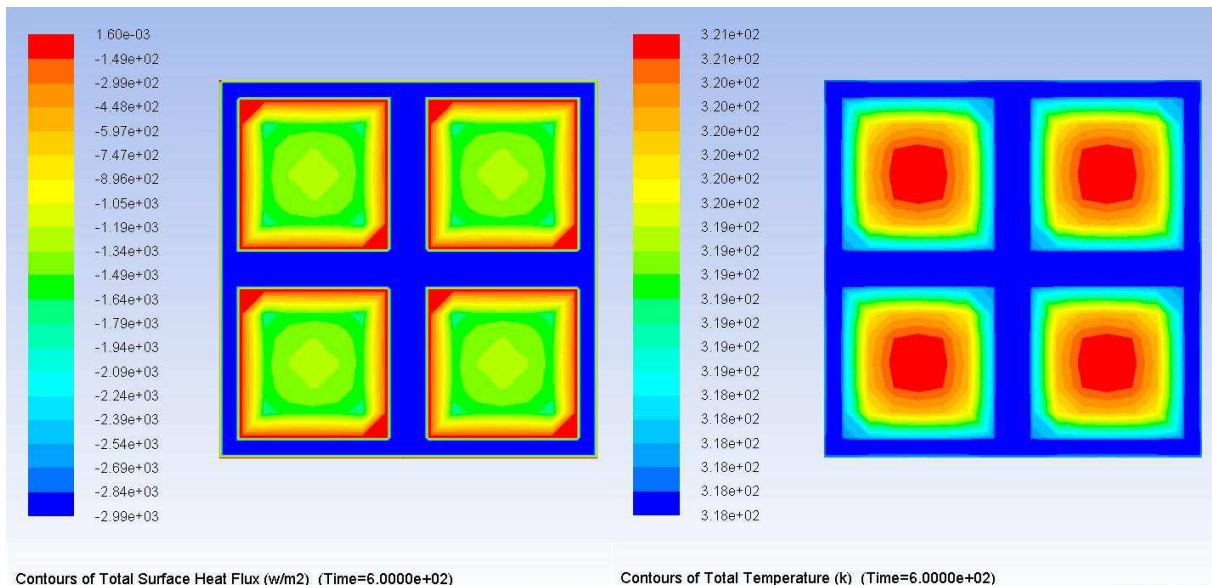 1.60e-03
-1.49e+02
-2.99e+02
-4.48e+02
-5.97e+02
-7.47e+02
-8.96e+02
-1.05e+03
-1.19e+03
-1.34e+03
-1.49e+03
-1.64e+03
-1.79e+03
-1.94e+03
-2.09e+03
-2.24e+03
-2.39e+03
-2.54e+03
-2.69e+03
-2.84e+03
-2.99e+03
Contours of Total Surface Heat Flux (w/m2) (Time=6.0000e+02)
3.21e+02
3.21e+02
3.20e+02
3.20e+02
3.20e+02
3.20e+02
3.20e+02
3.20e+02
3.19e+02
3.19e+02
3.19e+02
3.19e+02
3.19e+02
3.19e+02
3.19e+02
3.18e+02
3.18e+02
3.18e+02
3.18e+02
3.18e+02
3.18e+02
Contours of Total Temperature (k) (Time=6.0000e+02)